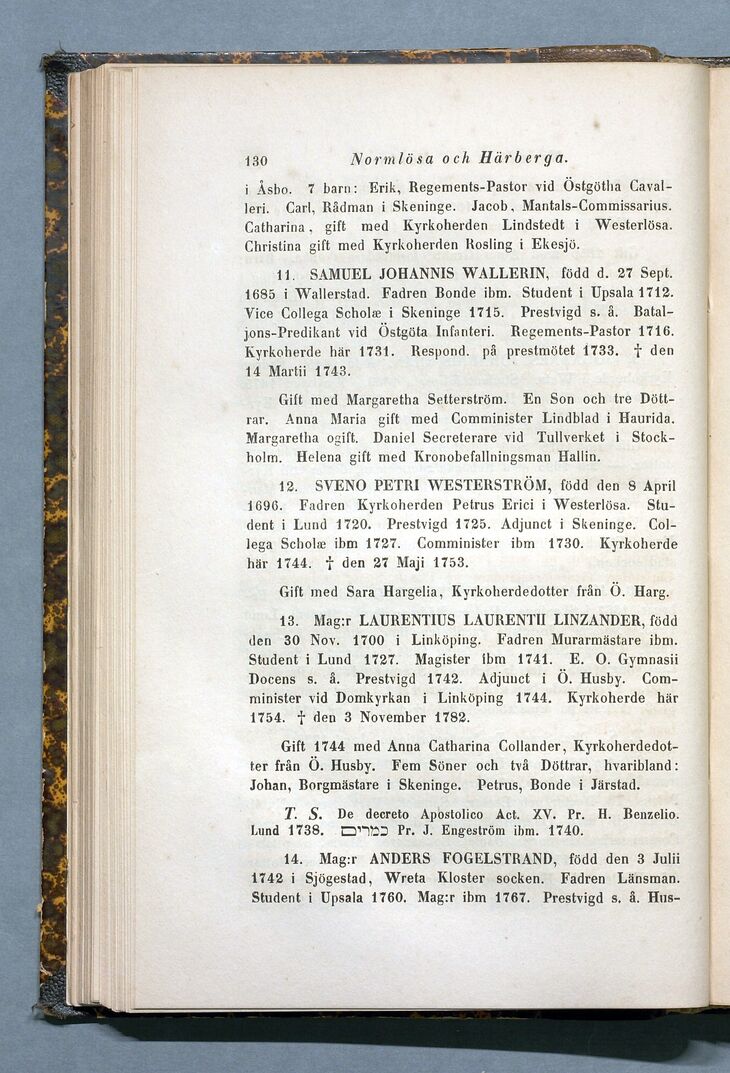 130 Normlösa och Härberga.
i Åsbo. 7 barn: Erik, Regements-Pastor vid Östgötha Caval-
leri. Carl, Rådman i Skeninge. Jacob, Mantals-Commissarius.
Catharina, gift med Kyrkoherden Lindstedt i Westerlösa.
Christina gift med Kyrkoherden Rosling i Ekesjö.
11. SAMUEL JOHANNIS WALLERIN, född d. 27 Sept.
1685 i Wallerstad. Fadren Bonde ibm. Student i Upsala 1712.
Vice Collega Scholæ i Skeninge 1715. Prestvigd s. å. Batal-
jons-Predikant vid Östgöta Infanteri. Regements-Pastor 1716.
Kyrkoherde här 1731. Respond. på prestmötet 1733. † den
14 Martii 1743.
Gift med Margaretha Setterström. En Son och tre Dött-
rar. Anna Maria gift med Comminister Lindblad i Haurida.
Margaretha ogift. Daniel Secreterare vid Tullverket i Stock-
holm. Helena gift med Kronobefallningsman Hallin.
12. SVENO PETRI WESTERSTRÖM, född den 8 April
1696. Fadren Kyrkoherden Petrus Erici i Westerlösa. Stu-
dent i Lund 1720. Prestvigd 1725. Adjunct i Skeninge. Col-
lega Scholæ ibm 1727. Comminister ibm 1730. Kyrkoherde
här 1744. † den 27 Maji 1753.
Gift med Sara Hargelia, Kyrkoherdedotter från Ö. Harg.
13. Mag:r LAURENTIUS LAURENTII LINZANDER, född
den 30 Nov. 1700 i Linköping. Fadren Murarmästare ibm.
Student i Lund 1727. Magister ibm 1741. E. O. Gymnasii
Docens s. å. Prestvigd 1742. Adjunct i Ö. Husby. Com-
minister vid Domkyrkan i Linköping 1744. Kyrkoherde här
1754. † den 3 November 1782.
Gift 1744 med Anna Catharina Collander, Kyrkoherdedot-
ter från Ö. Husby. Fem Söner och två Döttrar, hvaribland:
Johan, Borgmästare i Skeninge. Petrus, Bonde i Järstad.
T. S. De decreto Apostolico Act. XV. Pr. H. Benzelio.
Lund 1738. כמרים Pr. J. Engeström ibm. 1740.
14. Mag:r ANDERS FOGELSTRAND, född den 3 Julii
1742 i Sjögestad, Wreta Kloster socken. Fadren Länsman.
Student i Upsala 1760. Mag:r ibm 1767. Prestvigd s. å. Hus-